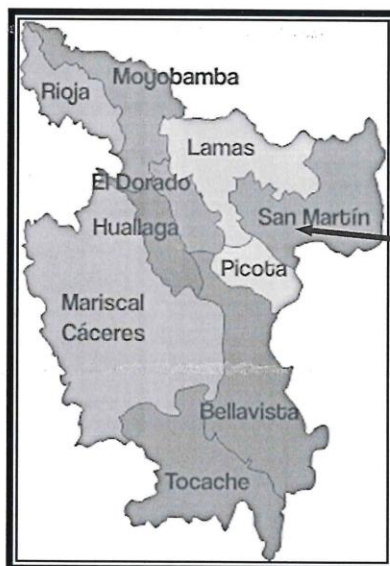 Moyobamba
Rioja
Lamas
El Dorado
San Martín
Huallaga
Picota
Mariscal
Cáceres
Bellavista
Tocache